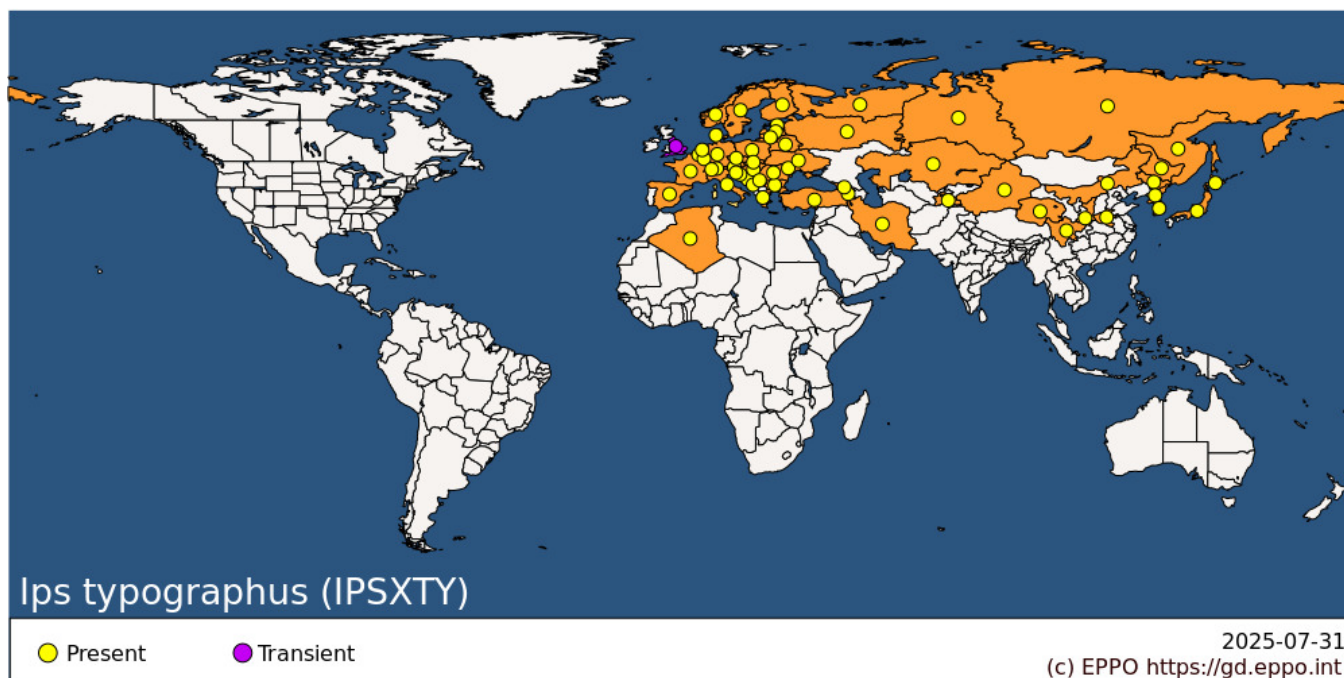 Ips typographus (IPSXTY)
Present
Transient
2025-07-31
(c) EPPO https://gd.eppo.int